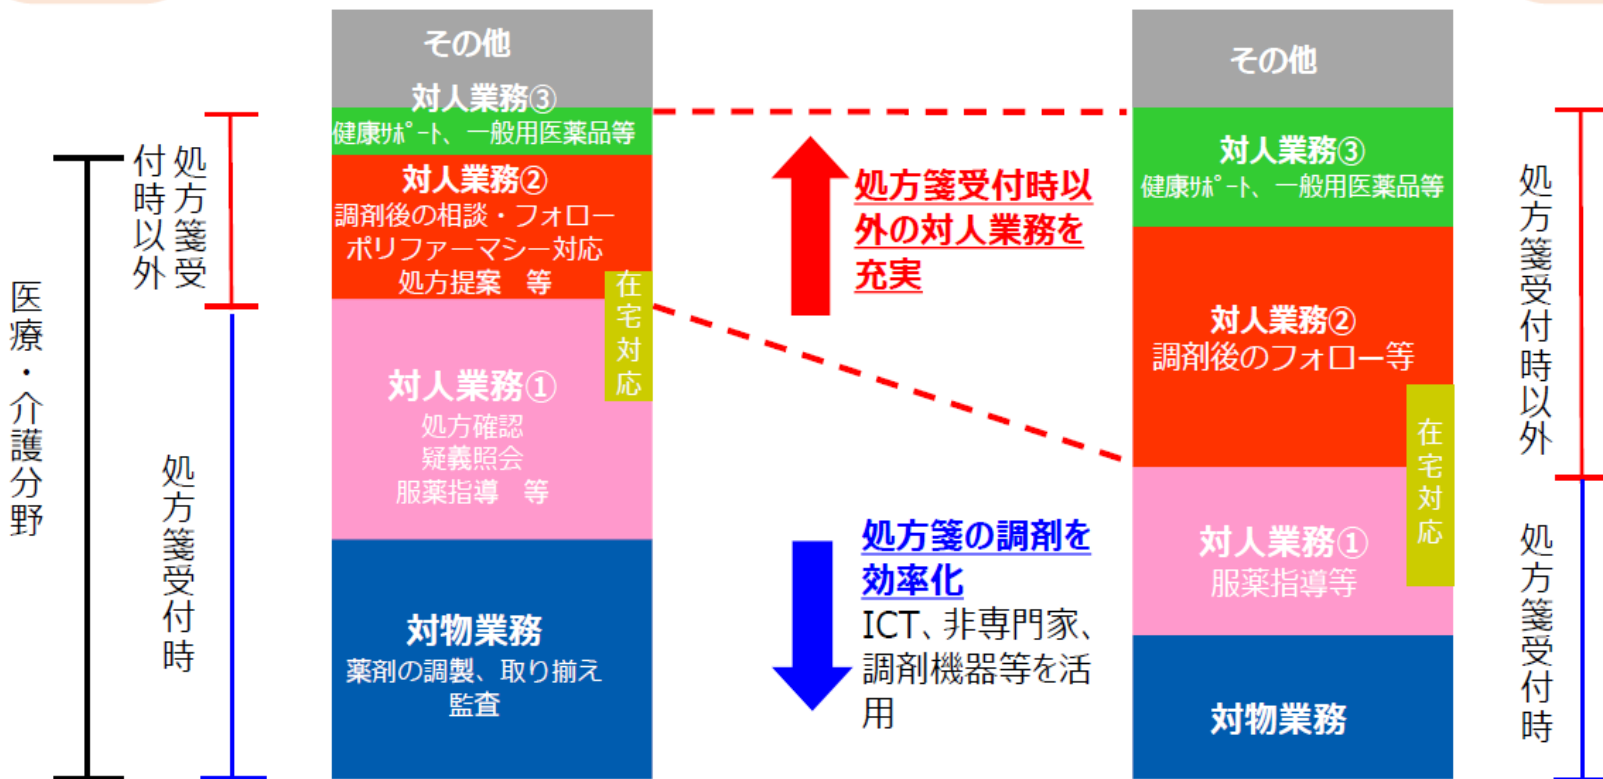 医療・介護分野
処方箋受
付時以外
処方箋受付時
その他
対人業務③
健康ｻﾎﾟｰﾄ、一般用医薬品等
対人業務②
調剤後の相談・フォロー
ポリファーマシー対応
処方提案　等
在宅対応
対人業務①
処方確認
疑義照会
服薬指導　等
対物業務
薬剤の調製、取り揃え
監査
処方箋受付時以
外の対人業務を
充実
処方箋の調剤を
効率化
ICT、非専門家、
調剤機器等を活
用
その他
対人業務③
健康ｻﾎﾟｰﾄ、一般用医薬品等
対人業務②
調剤後のフォロー等
在宅対応
対人業務①
服薬指導等
対物業務
処方箋受付時以外
処方箋受付時